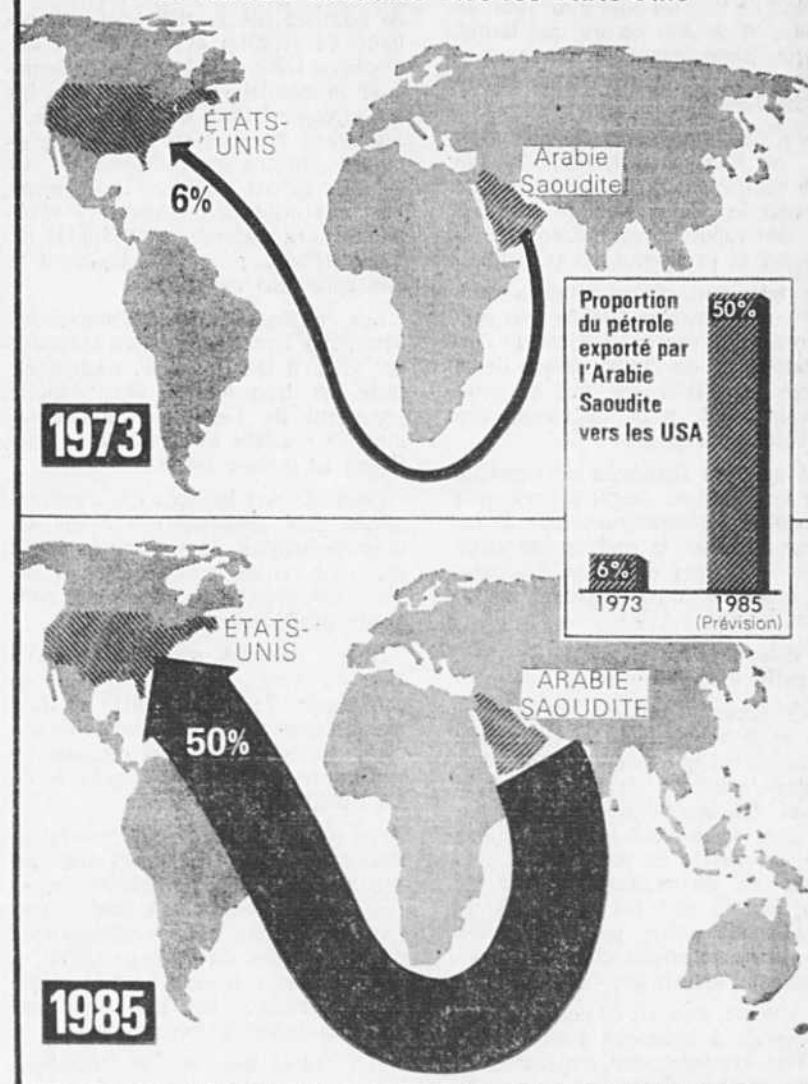 ÉTATS-
UNIS
6%
Arabie
Saoudite
1973
Proportion
du pétrole
exporté par
l'Arabie
Saoudite
vers les USA
50%
6%
1973
1985
(Prévision)
ÉTATS-
UNIS
ARABIE
SAOUDITE
50%
1985